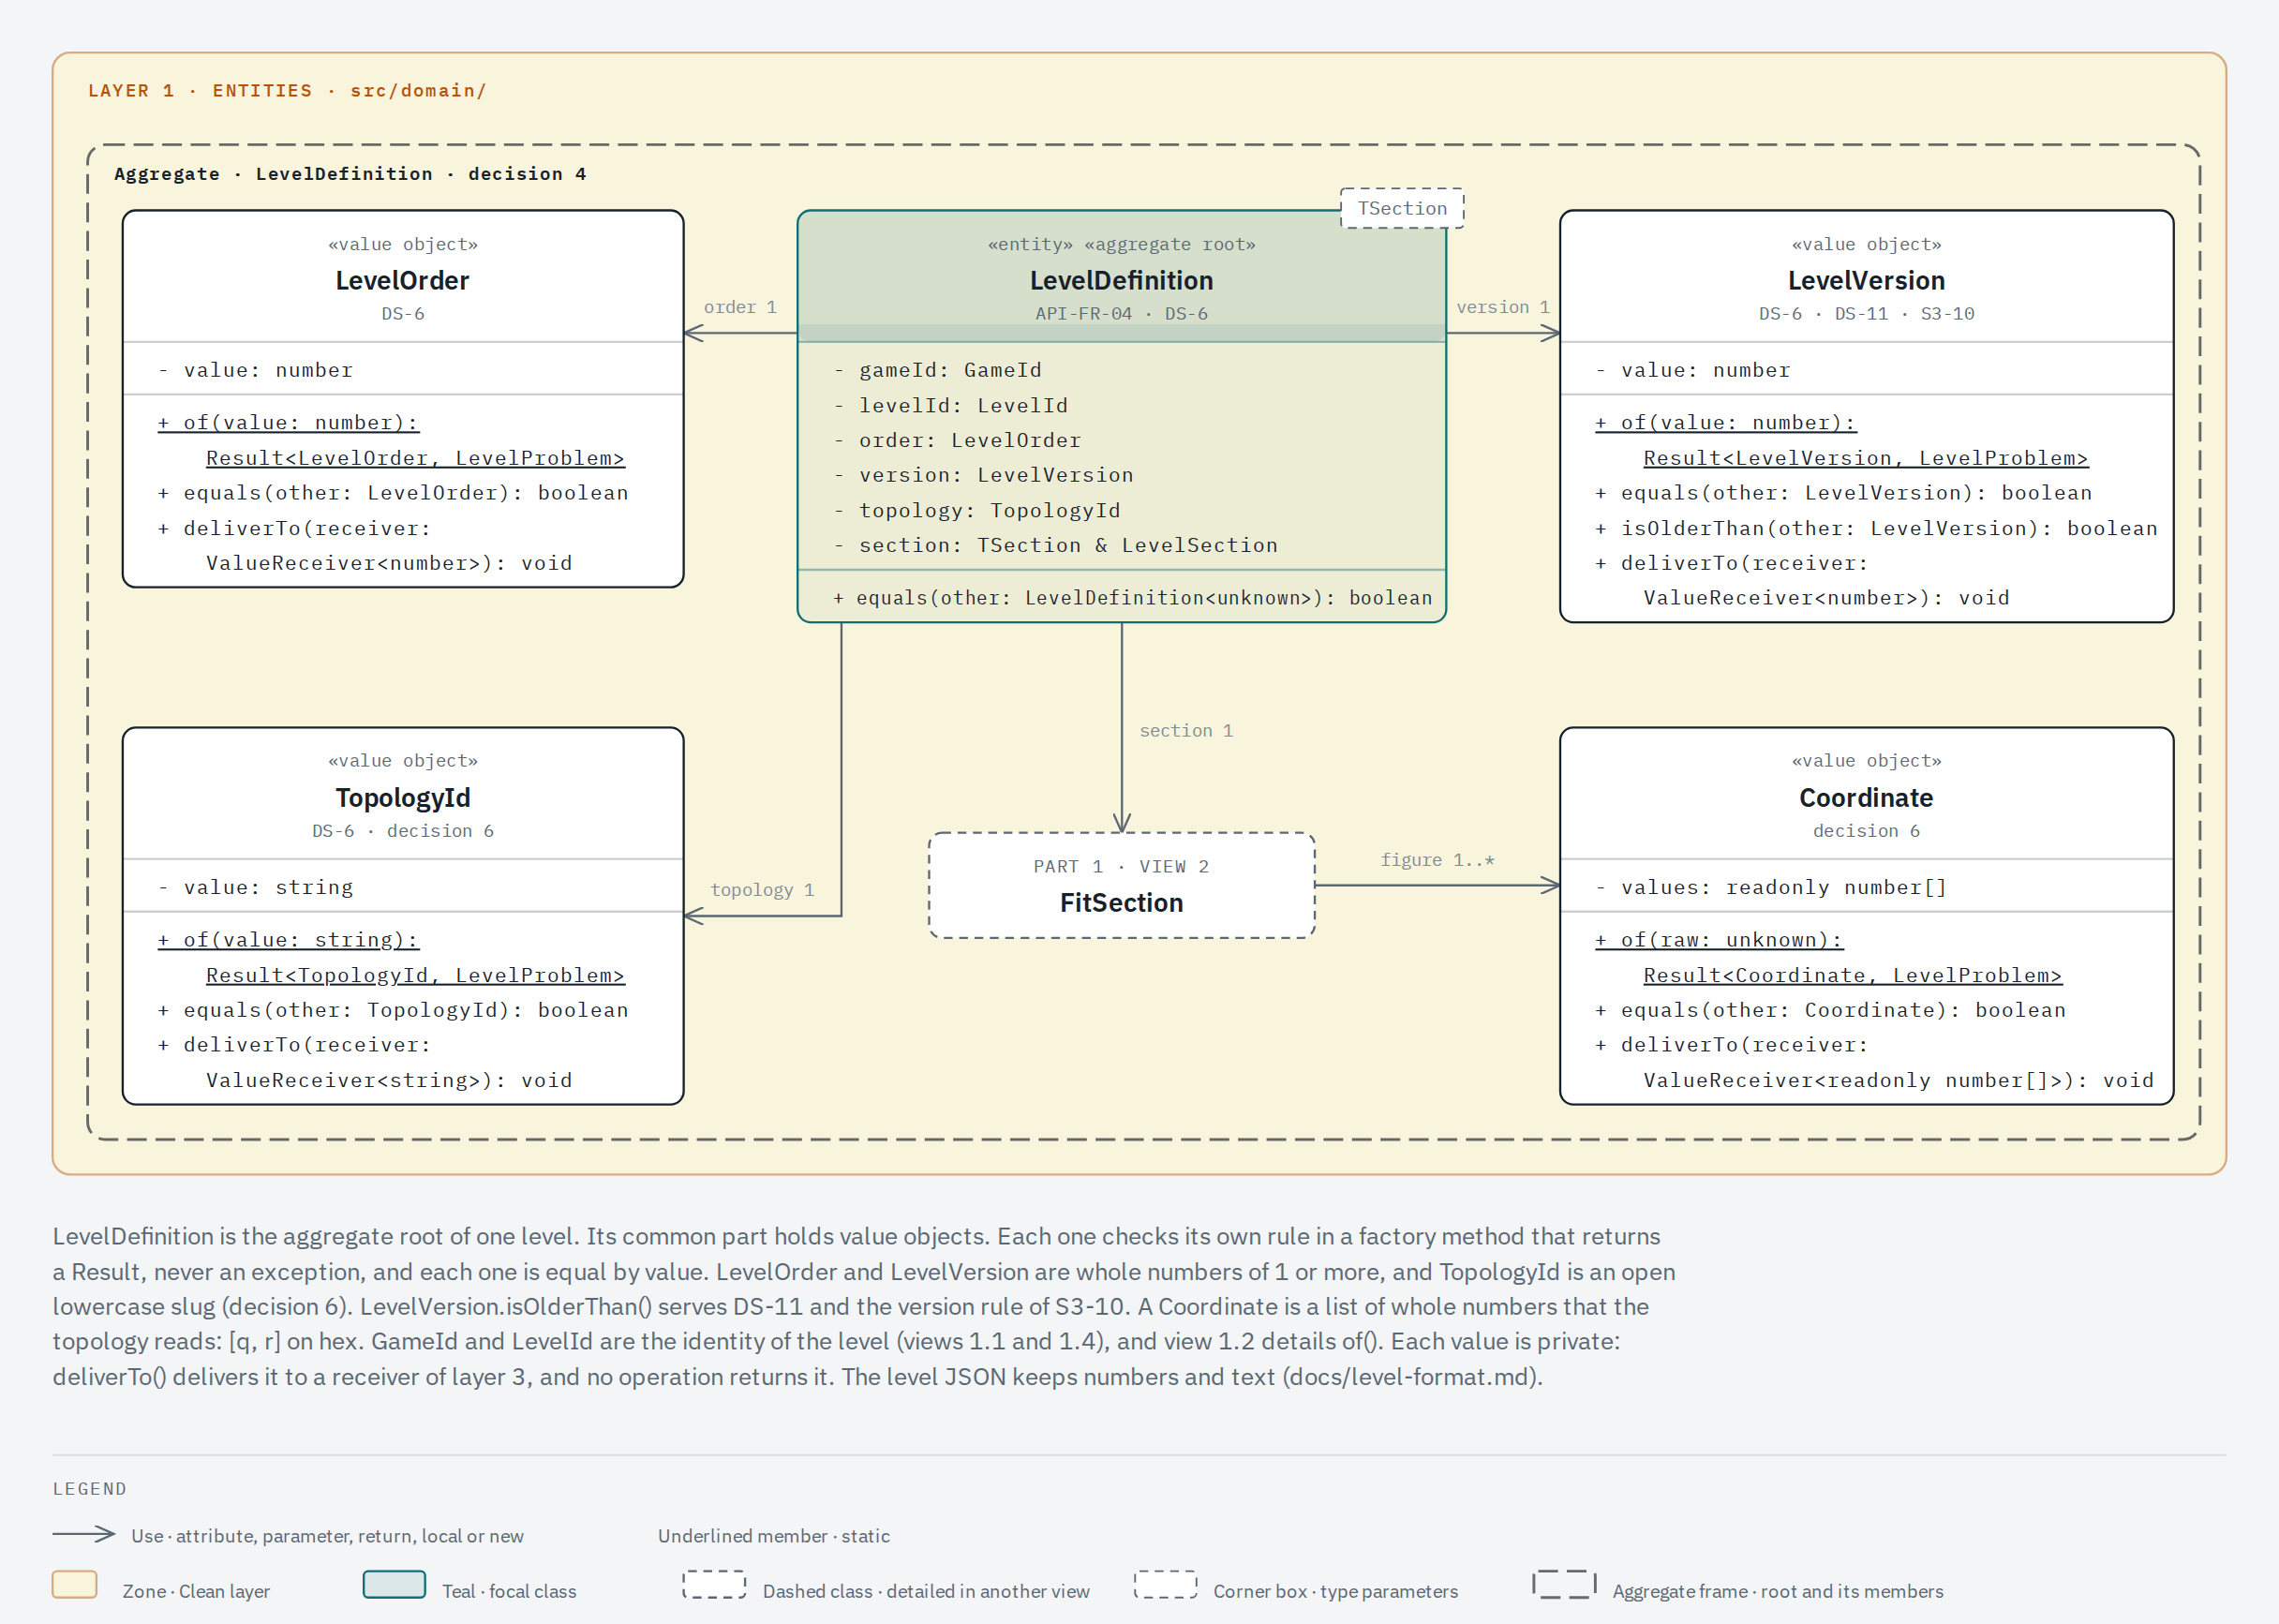 LAYER 1 · ENTITIES · src/domain/
Aggregate · LevelDefinition · decision 4
«value object»
LevelOrder
DS-6
- value: number
+ of(value: number):
Result<LevelOrder, LevelProblem>
+ equals(other: LevelOrder): boolean
+ deliverTo(receiver:
ValueReceiver<number>): void
order 1
TSection
«entity» «aggregate root»
LevelDefinition
API-FR-04 · DS-6
- gameId: GameId
- levelId: LevelId
- order: LevelOrder
- version: LevelVersion
- topology: TopologyId
- section: TSection & LevelSection
+ equals(other: LevelDefinition<unknown>): boolean
version 1
«value object»
LevelVersion
DS-6 · DS-11 · S3-10
- value: number
+ of(value: number):
Result<LevelVersion, LevelProblem>
+ equals(other: LevelVersion): boolean
+ isOlderThan(other: LevelVersion): boolean
+ deliverTo(receiver:
ValueReceiver<number>): void
«value object»
TopologyId
DS-6 · decision 6
- value: string
+ of(value: string):
Result<TopologyId, LevelProblem>
+ equals(other: TopologyId): boolean
+ deliverTo(receiver:
ValueReceiver<string>): void
topology 1
section 1
PART 1 · VIEW 2
FitSection
figure 1..*
«value object»
Coordinate
decision 6
- values: readonly number[]
+ of(raw: unknown):
Result<Coordinate, LevelProblem>
+ equals(other: Coordinate): boolean
+ deliverTo(receiver:
ValueReceiver<readonly number[]>): void
LevelDefinition is the aggregate root of one level. Its common part holds value objects. Each one checks its own rule in a factory method that returns
a Result, never an exception, and each one is equal by value. LevelOrder and LevelVersion are whole numbers of 1 or more, and TopologyId is an open
lowercase slug (decision 6). LevelVersion.isOlderThan() serves DS-11 and the version rule of S3-10. A Coordinate is a list of whole numbers that the
topology reads: [q, r] on hex. GameId and LevelId are the identity of the level (views 1.1 and 1.4), and view 1.2 details of(). Each value is private:
deliverTo() delivers it to a receiver of layer 3, and no operation returns it. The level JSON keeps numbers and text (docs/level-format.md).
LEGEND
Use · attribute, parameter, return, local or new
Underlined member · static
Zone · Clean layer
Teal · focal class
Dashed class · detailed in another view
Corner box · type parameters
Aggregate frame · root and its members